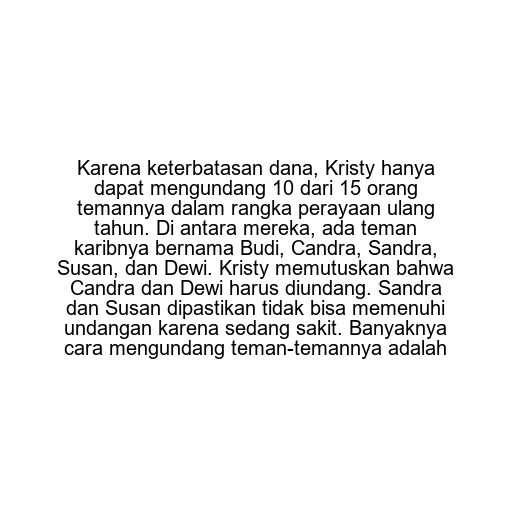 Karena keterbatasan dana, Kristy hanya
dapat mengundang 10 dari 15 orang
temannya dalam rangka perayaan ulang
tahun. Di antara mereka, ada teman
karibnya bernama Budi, Candra, Sandra,
Susan, dan Dewi. Kristy memutuskan bahwa
Candra dan Dewi harus diundang. Sandra
dan Susan dipastikan tidak bisa memenuhi
undangan karena sedang sakit. Banyaknya
cara mengundang teman-temannya adalah